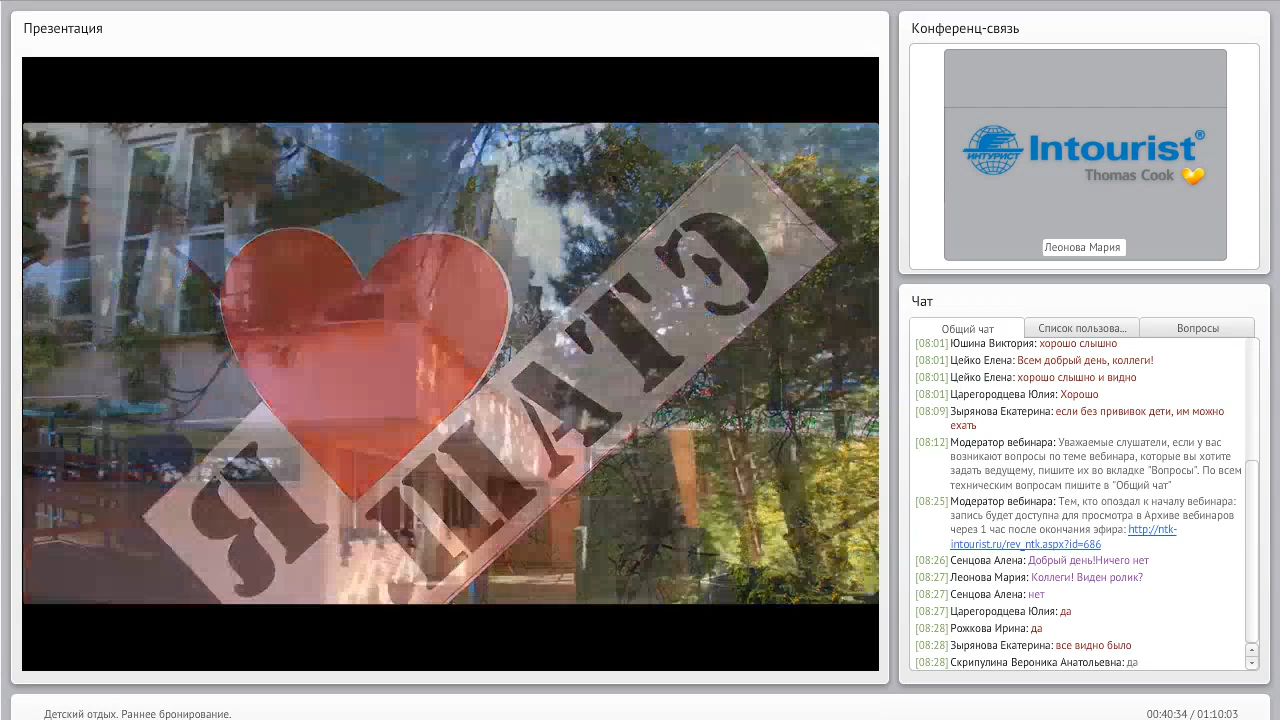 Презентация
Я
ЭТАЛИ
Конференц-связь
ИНТУРИСТ
Intourist®
Thomas Cook
Леонова Мария
Чат
Общий чат
Список пользова...
Вопросы
[08:01] Юшина Виктория: хорошо слышно
[08:01] Цейко Елена: Всем добрый день, коллеги!
[08:01] Цейко Елена: хорошо слышно и видно
[08:01] Царегородцева Юлия: Хорошо
[08:09] Зырянова Екатерина: если без прививок дети, им можно
ехать
[08:12] Модератор вебинара: Уважаемые слушатели, если у вас
возникают вопросы по теме вебинара, которые вы хотите
задать ведущему, пишите их во вкладке "Вопросы". По всем
техническим вопросам пишите в "Общий чат"
[08:25] Модератор вебинара: Тем, кто опоздал к началу вебинара:
запись будет доступна для просмотра в Архиве вебинаров
через 1 час после окончания эфира: http://ntk-
intourist.ru/rev_ntk.aspx?id=686
[08:26] Сенцова Алена: Добрый день!Ничего нет
[08:27] Леонова Мария: Коллеги! Виден ролик?
[08:27] Сенцова Алена: нет
[08:27] Царегородцева Юлия: да
[08:28] Рожкова Ирина: да
[08:28] Зырянова Екатерина: все видно было
[08:28] Скрипулина Вероника Анатольевна: да
Детский отдых. Раннее бронирование.
00:40:34 / 01:10:03